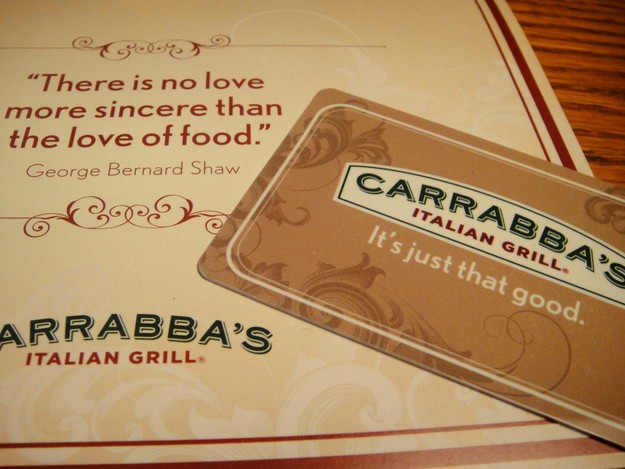 “There is no love
more sincere than
the love of food.”
George Bernard Shaw
ARRABBA'S
ITALIAN GRILL®
CARRABBA'S
ITALIAN GRILL®
It's just that good.